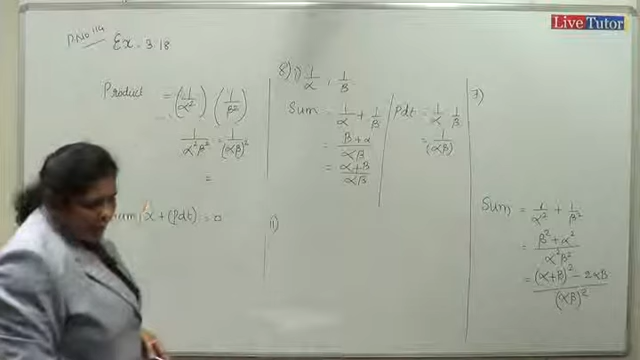 P.No 114
Ex. 3.18
Live Tutor
Product = (1/α²) (1/β²)
1/α²β² = 1/(αβ)²
=
x + (Pdt) = 0
8) i) 1/α , 1/β
Sum = 1/α + 1/β
= β + α / αβ
= α + β / αβ
Pdt = 1/α · 1/β
= 1/(αβ)
ii)
7)
Sum = 1/α² + 1/β²
= β² + α² / α²β²
= (α + β)² - 2αβ / (αβ)²